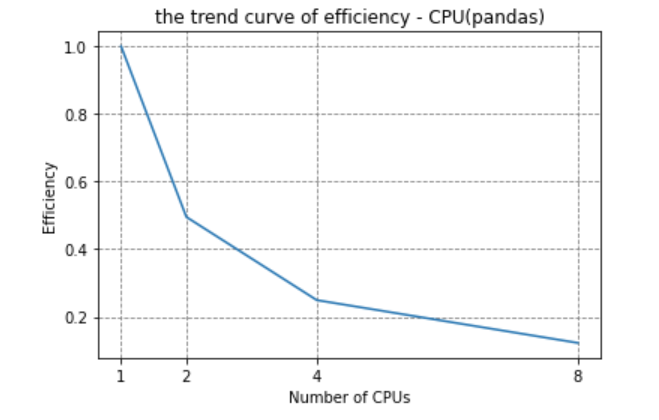 the trend curve of efficiency - CPU(pandas)
1.0
0.8
0.6
0.4
0.2
Efficiency
1 2 4 8
Number of CPUs